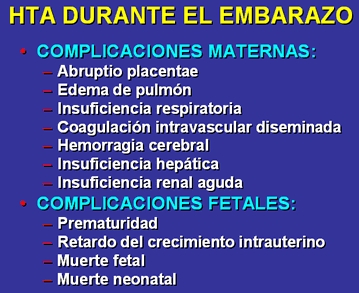 HTA DURANTE EL EMBARAZO
• COMPLICACIONES MATERNAS:
– Abruptio placentae
– Edema de pulmón
– Insuficiencia respiratoria
– Coagulación intravascular diseminada
– Hemorragia cerebral
– Insuficiencia hepática
– Insuficiencia renal aguda
• COMPLICACIONES FETALES:
– Prematuridad
– Retardo del crecimiento intrauterino
– Muerte fetal
– Muerte neonatal